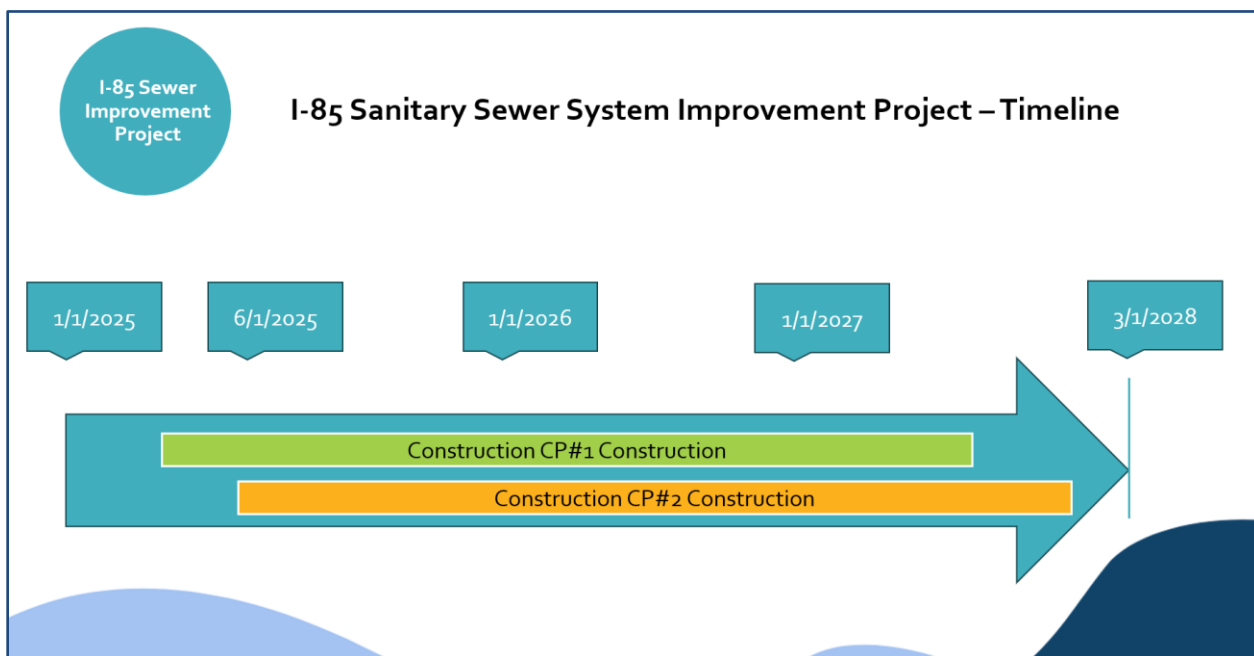 I-85 Sewer
Improvement
Project
I-85 Sanitary Sewer System Improvement Project – Timeline
1/1/2025
6/1/2025
1/1/2026
1/1/2027
3/1/2028
Construction CP#1 Construction
Construction CP#2 Construction